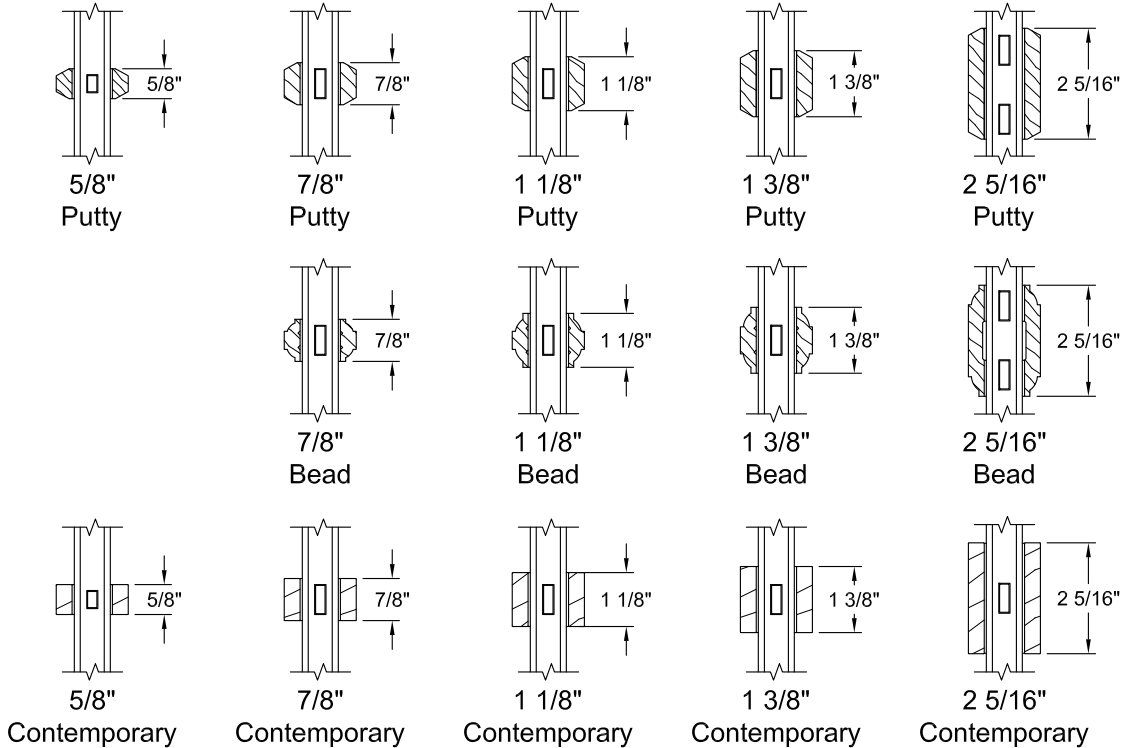 5/8"
7/8"
1 1/8"
1 3/8"
2 5/16"
5/8"
Putty
7/8"
Putty
1 1/8"
Putty
1 3/8"
Putty
2 5/16"
Putty
7/8"
1 1/8"
1 3/8"
2 5/16"
7/8"
Bead
1 1/8"
Bead
1 3/8"
Bead
2 5/16"
Bead
5/8"
7/8"
1 1/8"
1 3/8"
2 5/16"
5/8"
Contemporary
7/8"
Contemporary
1 1/8"
Contemporary
1 3/8"
Contemporary
2 5/16"
Contemporary